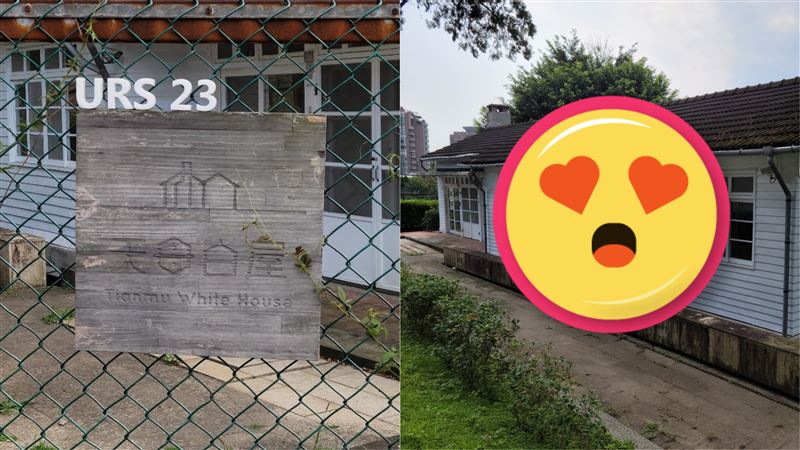 URS 23
天母白屋
Tianmu White House